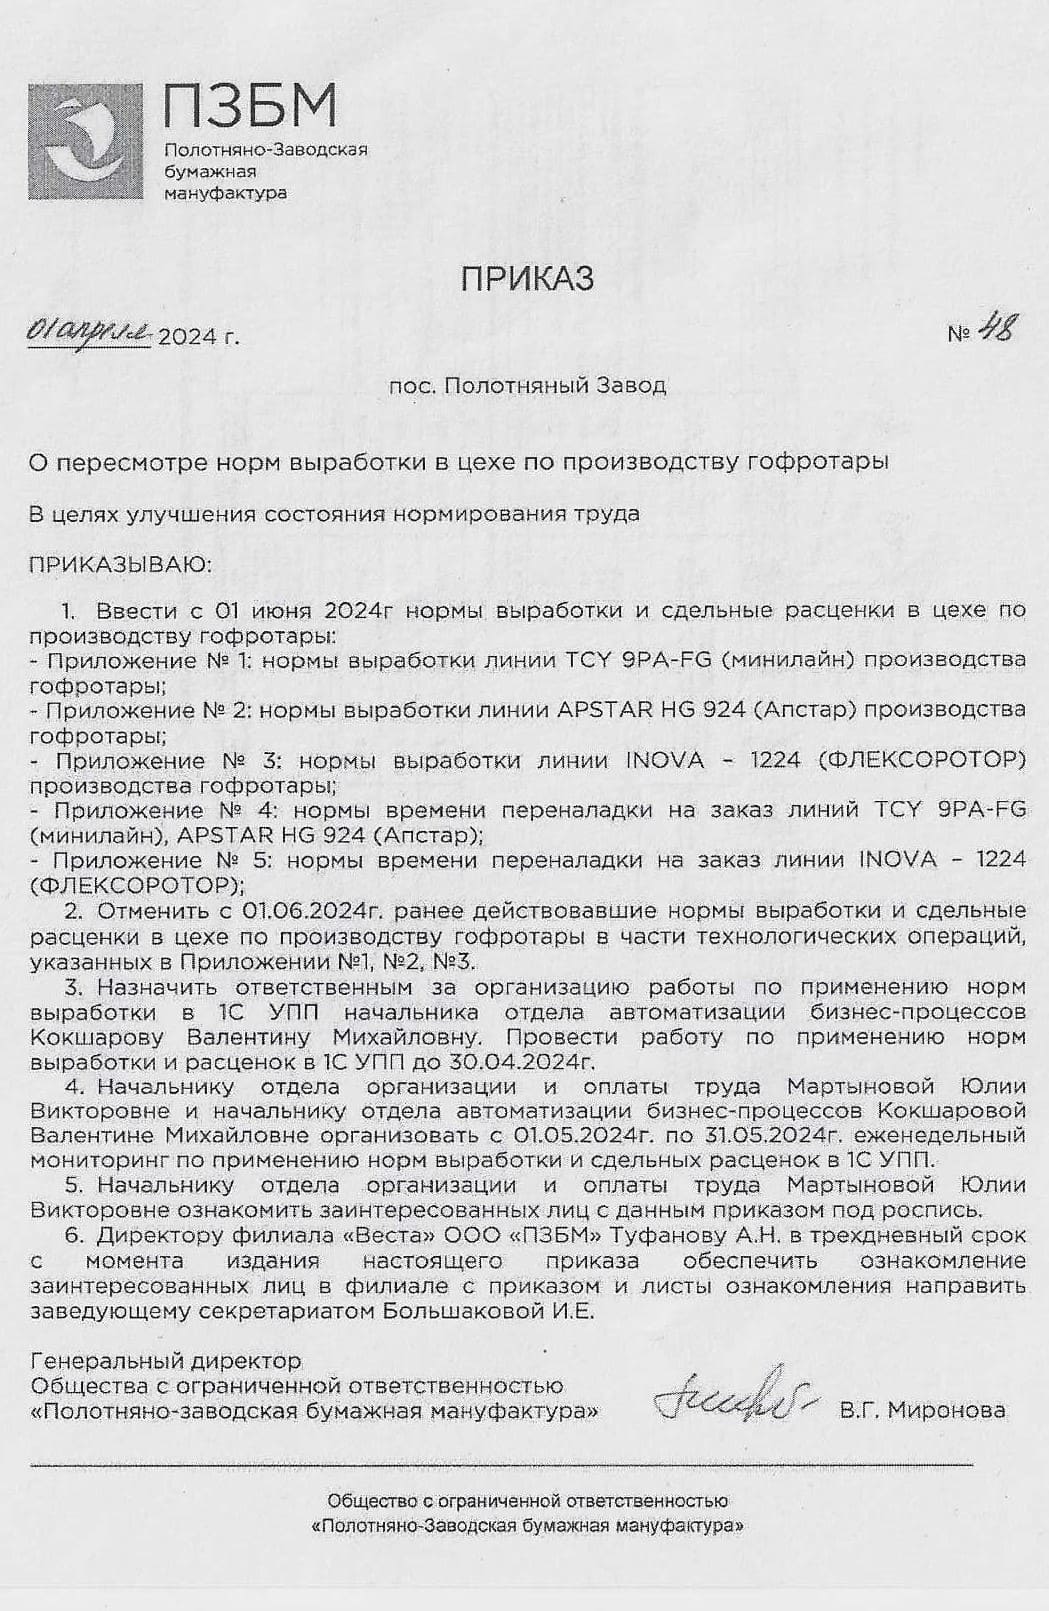 ПЗБМ
Полотняно-Заводская
бумажная
мануфактура
ПРИКАЗ
01 апреля 2024 г.
№ 48
пос. Полотняный Завод
О пересмотре норм выработки в цехе по производству гофротары
В целях улучшения состояния нормирования труда
ПРИКАЗЫВАЮ:
1. Ввести с 01 июня 2024г нормы выработки и сдельные расценки в цехе по
производству гофротары:
- Приложение № 1: нормы выработки линии TCY 9PA-FG (минилайн) производства
гофротары;
- Приложение № 2: нормы выработки линии APSTAR HG 924 (Апстар) производства
гофротары;
- Приложение № 3: нормы выработки линии INOVA – 1224 (ФЛЕКСОРОТОР)
производства гофротары;
- Приложение № 4: нормы времени переналадки на заказ линий TCY 9PA-FG
(минилайн), APSTAR HG 924 (Апстар);
- Приложение № 5: нормы времени переналадки на заказ линии INOVA – 1224
(ФЛЕКСОРОТОР);
2. Отменить с 01.06.2024г. ранее действовавшие нормы выработки и сдельные
расценки в цехе по производству гофротары в части технологических операций,
указанных в Приложении №1, №2, №3.
3. Назначить ответственным за организацию работы по применению норм
выработки в 1С УПП начальника отдела автоматизации бизнес-процессов
Кокшарову Валентину Михайловну. Провести работу по применению норм
выработки и расценок в 1С УПП до 30.04.2024г.
4. Начальнику отдела организации и оплаты труда Мартыновой Юлии
Викторовне и начальнику отдела автоматизации бизнес-процессов Кокшаровой
Валентине Михайловне организовать с 01.05.2024г. по 31.05.2024г. еженедельный
мониторинг по применению норм выработки и сдельных расценок в 1С УПП.
5. Начальнику отдела организации и оплаты труда Мартыновой Юлии
Викторовне ознакомить заинтересованных лиц с данным приказом под роспись.
6. Директору филиала «Веста» ООО «ПЗБМ» Туфанову А.Н. в трехдневный срок
с момента издания настоящего приказа обеспечить ознакомление
заинтересованных лиц в филиале с приказом и листы ознакомления направить
заведующему секретариатом Большаковой И.Е.
Генеральный директор
Общества с ограниченной ответственностью
«Полотняно-заводская бумажная мануфактура»
В.Г. Миронова
Общество с ограниченной ответственностью
«Полотняно-Заводская бумажная мануфактура»